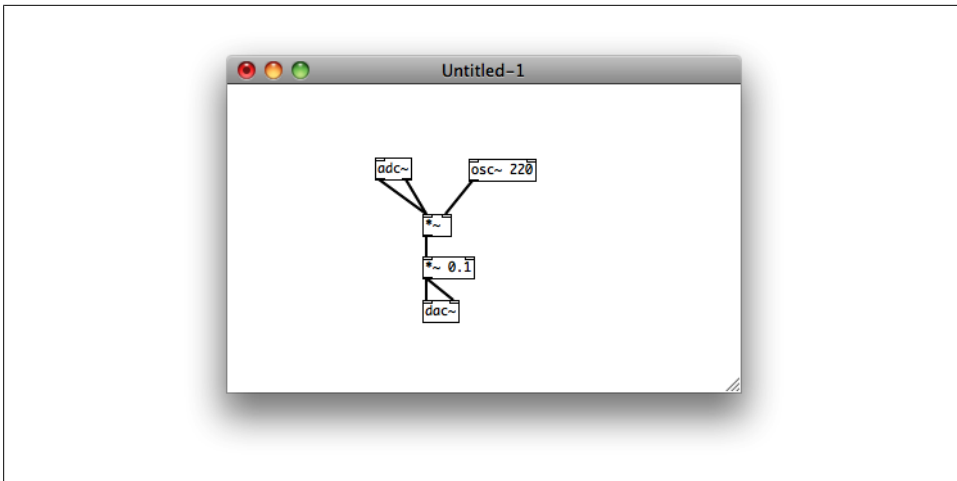 Untitled-1
adc~
osc~ 220
*~
*~ 0.1
dac~